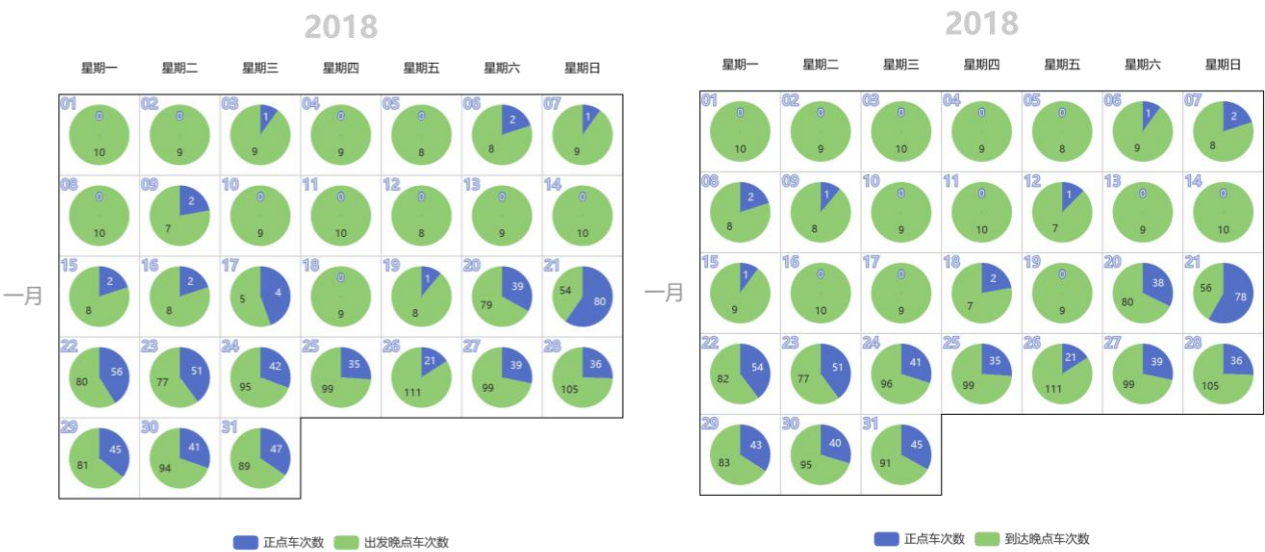 2018
星期一 星期二 星期三 星期四 星期五 星期六 星期日
01 02 03 04 05 06 07
0 0 1 0 0 2 1
10 9 9 9 8 8 9
08 09 10 11 12 13 14
0 2 0 0 0 0 0
10 7 9 10 8 9 10
一月
15 16 17 18 19 20 21
2 2 4 0 1 39 80
8 8 5 9 8 79 54
22 23 24 25 26 27 28
56 51 42 35 21 39 36
80 77 95 99 111 99 105
29 30 31
45 41 47
81 94 89
正点车次数 出发晚点车次数
2018
星期一 星期二 星期三 星期四 星期五 星期六 星期日
01 02 03 04 05 06 07
0 0 0 0 0 1 2
10 9 10 9 8 9 8
08 09 10 11 12 13 14
2 1 0 0 1 0 0
8 8 9 10 7 9 10
一月
15 16 17 18 19 20 21
1 0 0 2 0 38 78
9 10 9 7 9 80 56
22 23 24 25 26 27 28
54 51 41 35 21 39 36
82 77 96 99 111 99 105
29 30 31
43 40 45
83 95 91
正点车次数 到达晚点车次数